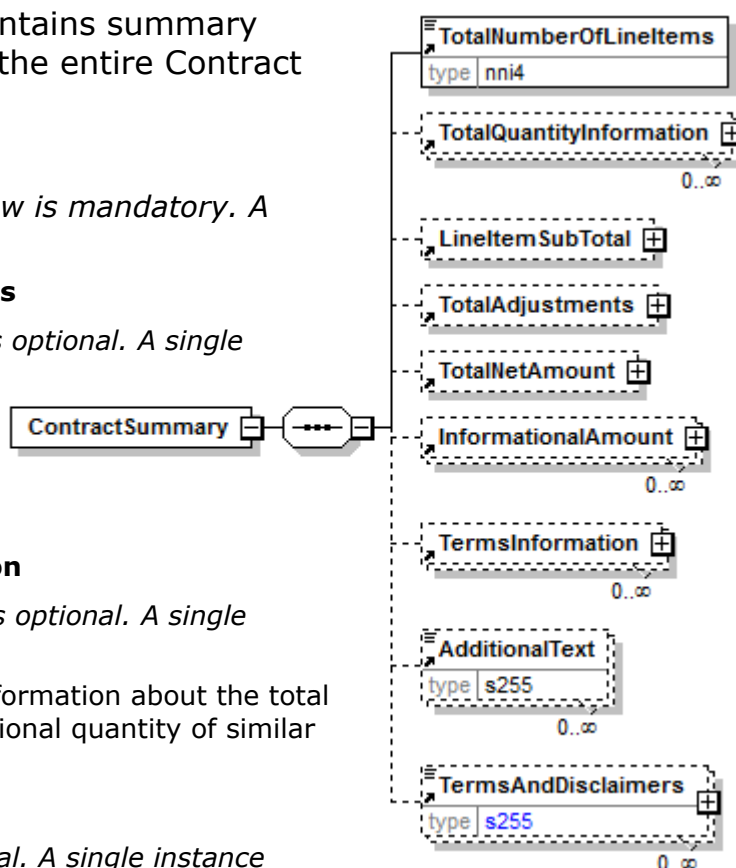 ntains summary
the entire Contract
w is mandatory. A
s
s optional. A single
on
s optional. A single
formation about the total
ional quantity of similar
al. A single instance
ContractSummary
TotalNumberOfLineItems
type nni4
TotalQuantityInformation
0..∞
LineItemSubTotal
TotalAdjustments
TotalNetAmount
InformationalAmount
0..∞
TermsInformation
0..∞
AdditionalText
type s255
0..∞
TermsAndDisclaimers
type s255
0..∞